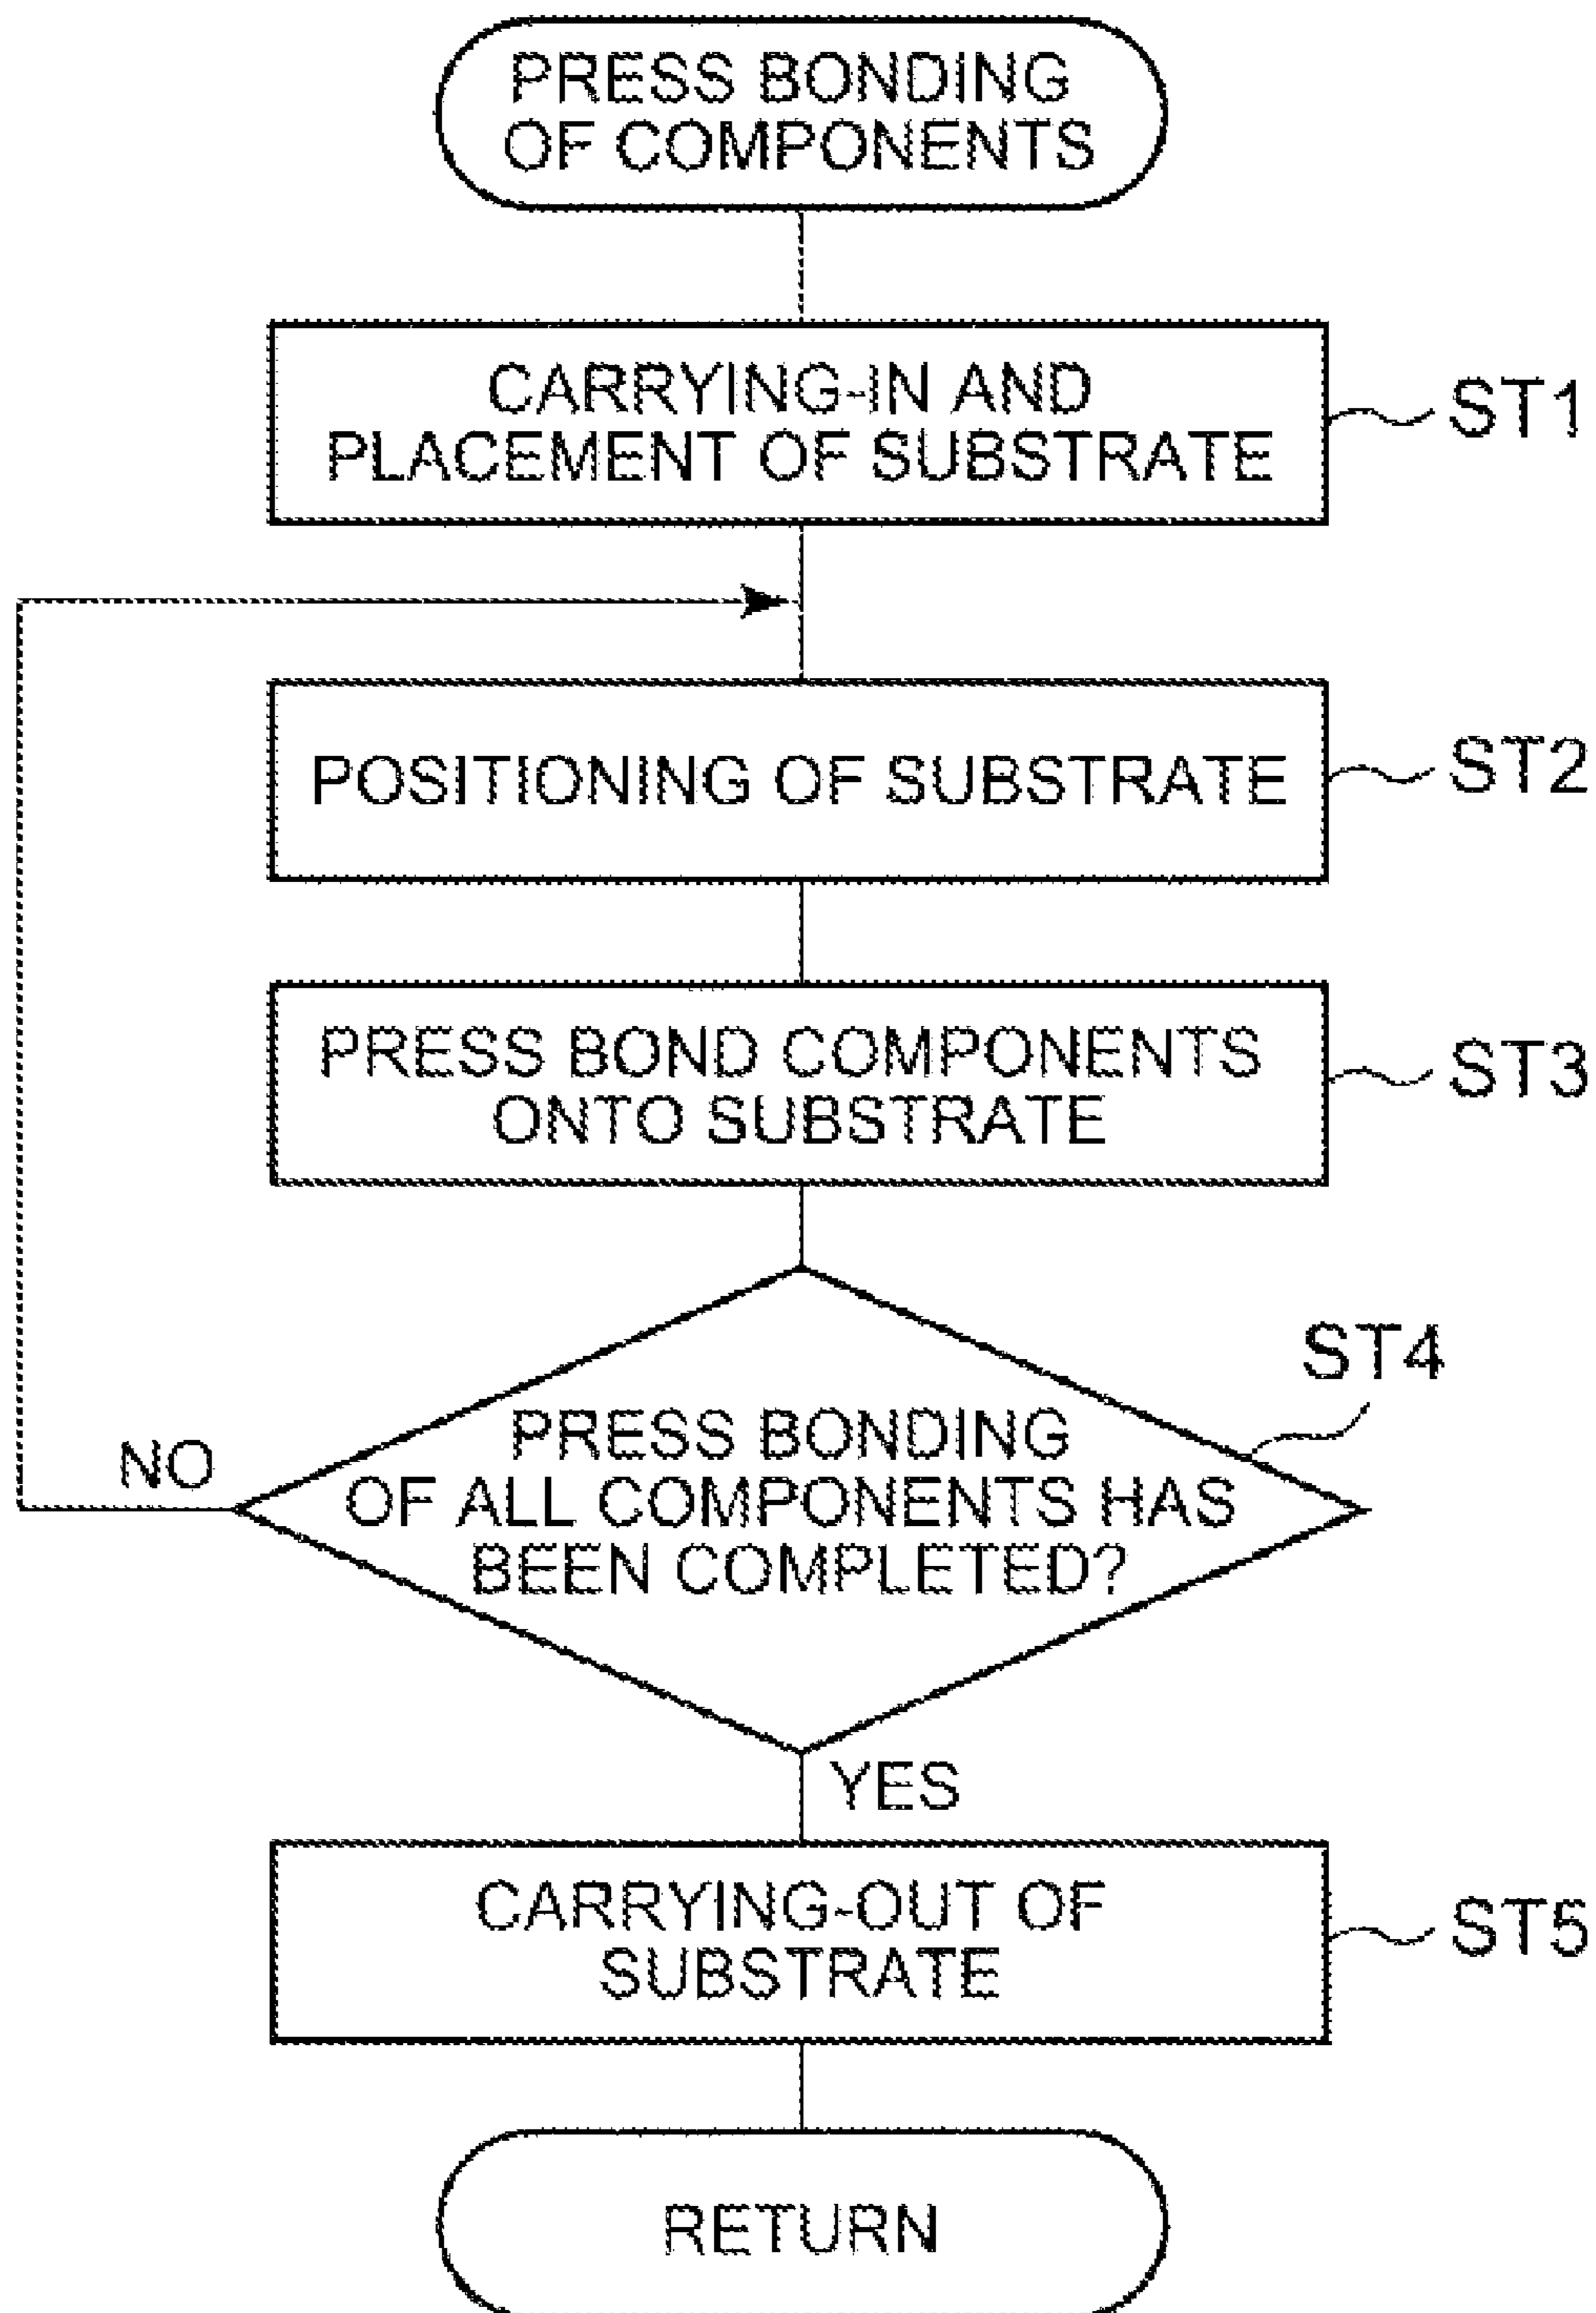 PRESS BONDING
OF COMPONENTS
CARRYING-IN AND
PLACEMENT OF SUBSTRATE
ST1
POSITIONING OF SUBSTRATE
ST2
PRESS BOND COMPONENTS
ONTO SUBSTRATE
ST3
ST4
PRESS BONDING
OF ALL COMPONENTS HAS
BEEN COMPLETED?
NO
YES
CARRYING-OUT OF
SUBSTRATE
ST5
RETURN